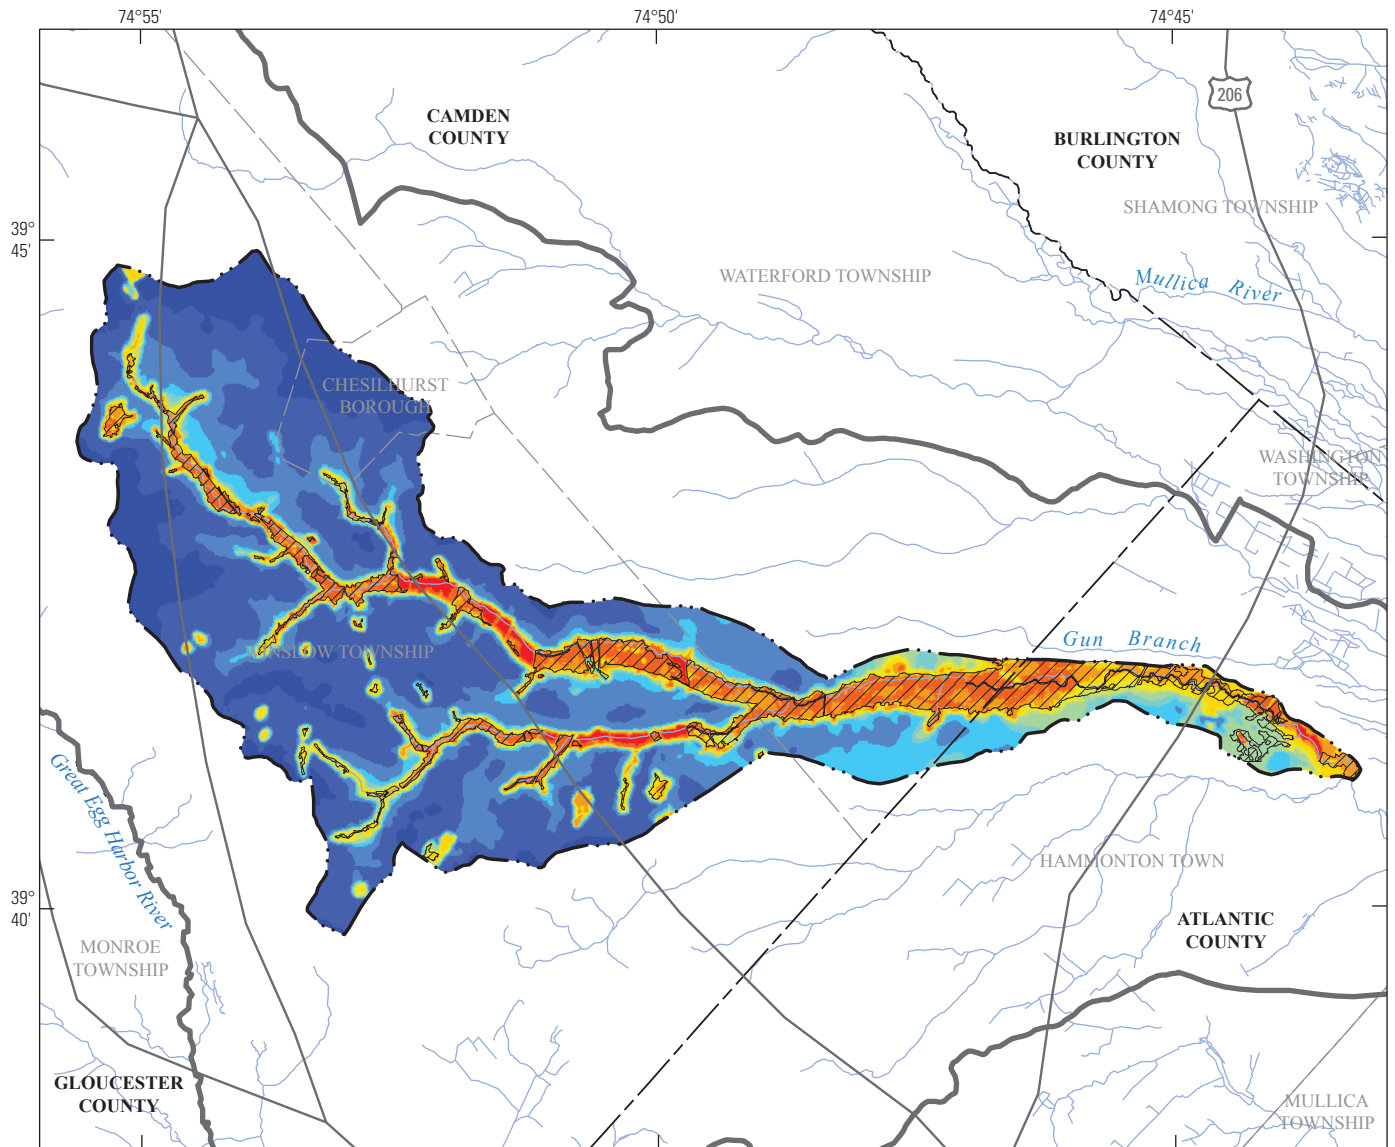 74°55'
74°50'
74°45'
206
CAMDEN
COUNTY
BURLINGTON
COUNTY
SHAMONG TOWNSHIP
39°
45'
WATERFORD TOWNSHIP
Mullica River
CHESILHURST
BOROUGH
WASHINGTON
TOWNSHIP
Gun Branch
WINSLOW TOWNSHIP
Great Egg Harbor River
HAMMONTON TOWN
39°
40'
ATLANTIC
COUNTY
MONROE
TOWNSHIP
GLOUCESTER
COUNTY
MULLICA
TOWNSHIP